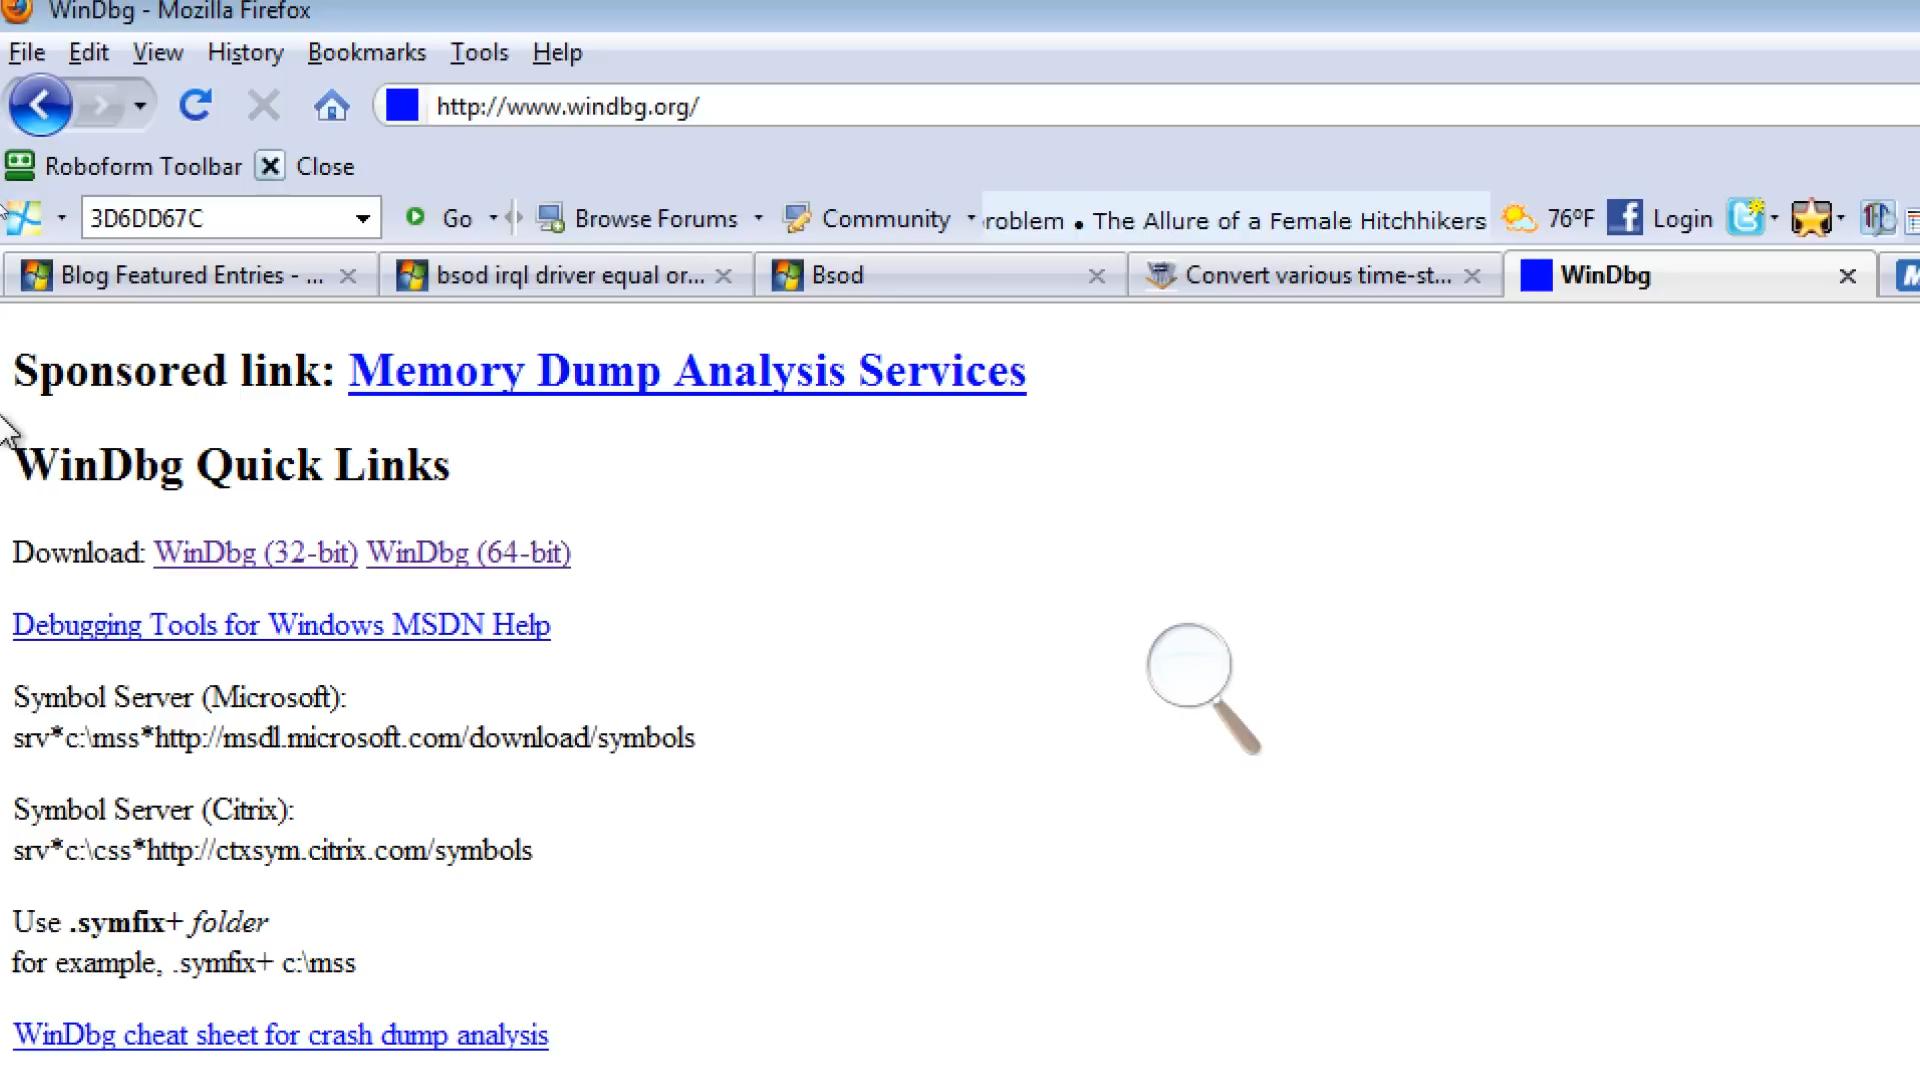 WinDbg - Mozilla Firefox
File Edit View History Bookmarks Tools Help
http://www.windbg.org/
Roboform Toolbar Close
3D6DD67C Go Browse Forums Community roblem • The Allure of a Female Hitchhikers 76ºF Login
Blog Featured Entries - ... bsod irql driver equal or... Bsod Convert various time-st... WinDbg
Sponsored link: Memory Dump Analysis Services
WinDbg Quick Links
Download: WinDbg (32-bit) WinDbg (64-bit)
Debugging Tools for Windows MSDN Help
Symbol Server (Microsoft):
srv*c:\mss*http://msdl.microsoft.com/download/symbols
Symbol Server (Citrix):
srv*c:\css*http://ctxsym.citrix.com/symbols
Use .symfix+ folder
for example, .symfix+ c:\mss
WinDbg cheat sheet for crash dump analysis